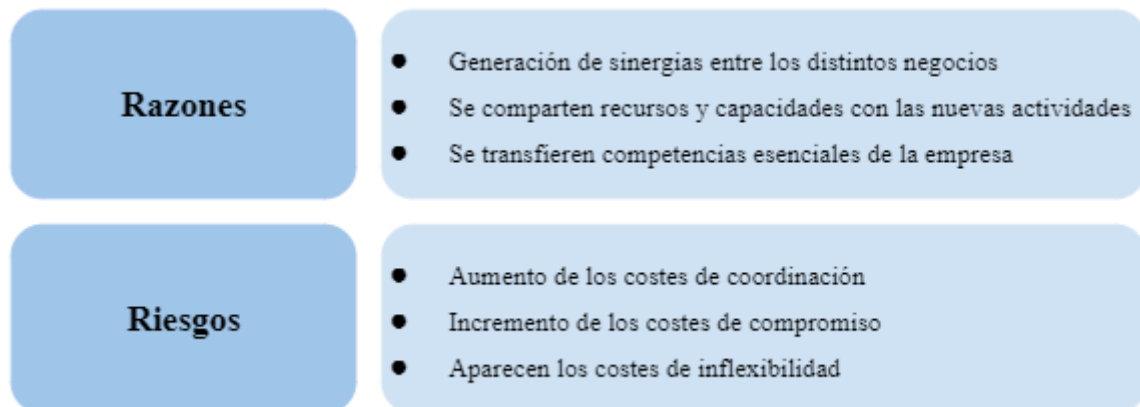 Razones
● Generación de sinergias entre los distintos negocios
● Se comparten recursos y capacidades con las nuevas actividades
● Se transfieren competencias esenciales de la empresa
Riesgos
● Aumento de los costes de coordinación
● Incremento de los costes de compromiso
● Aparecen los costes de inflexibilidad